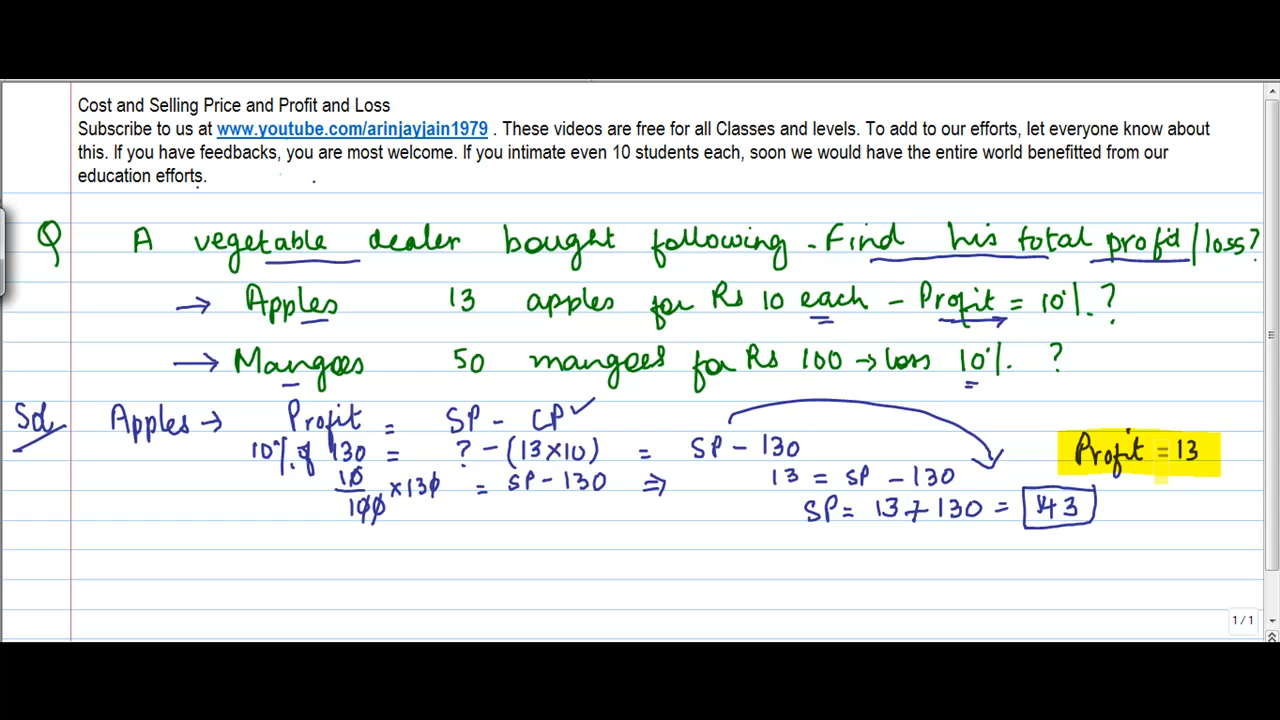 Cost and Selling Price and Profit and Loss
Subscribe to us at www.youtube.com/arinjayjain1979 . These videos are free for all Classes and levels. To add to our efforts, let everyone know about
this. If you have feedbacks, you are most welcome. If you intimate even 10 students each, soon we would have the entire world benefitted from our
education efforts.
Q A vegetable dealer bought following - Find his total profit/loss?
→ Apples 13 apples for Rs 10 each - Profit = 10%. ?
→ Mangoes 50 mangoes for Rs 100 → loss 10%. ?
Sol Apples → Profit = SP - CP ✓
10% of 130 = ? - (13×10) = SP - 130
Profit = 13
10/100 × 130 = SP - 130 ⇒ 13 = SP - 130
SP = 13 + 130 = 143
1 / 1